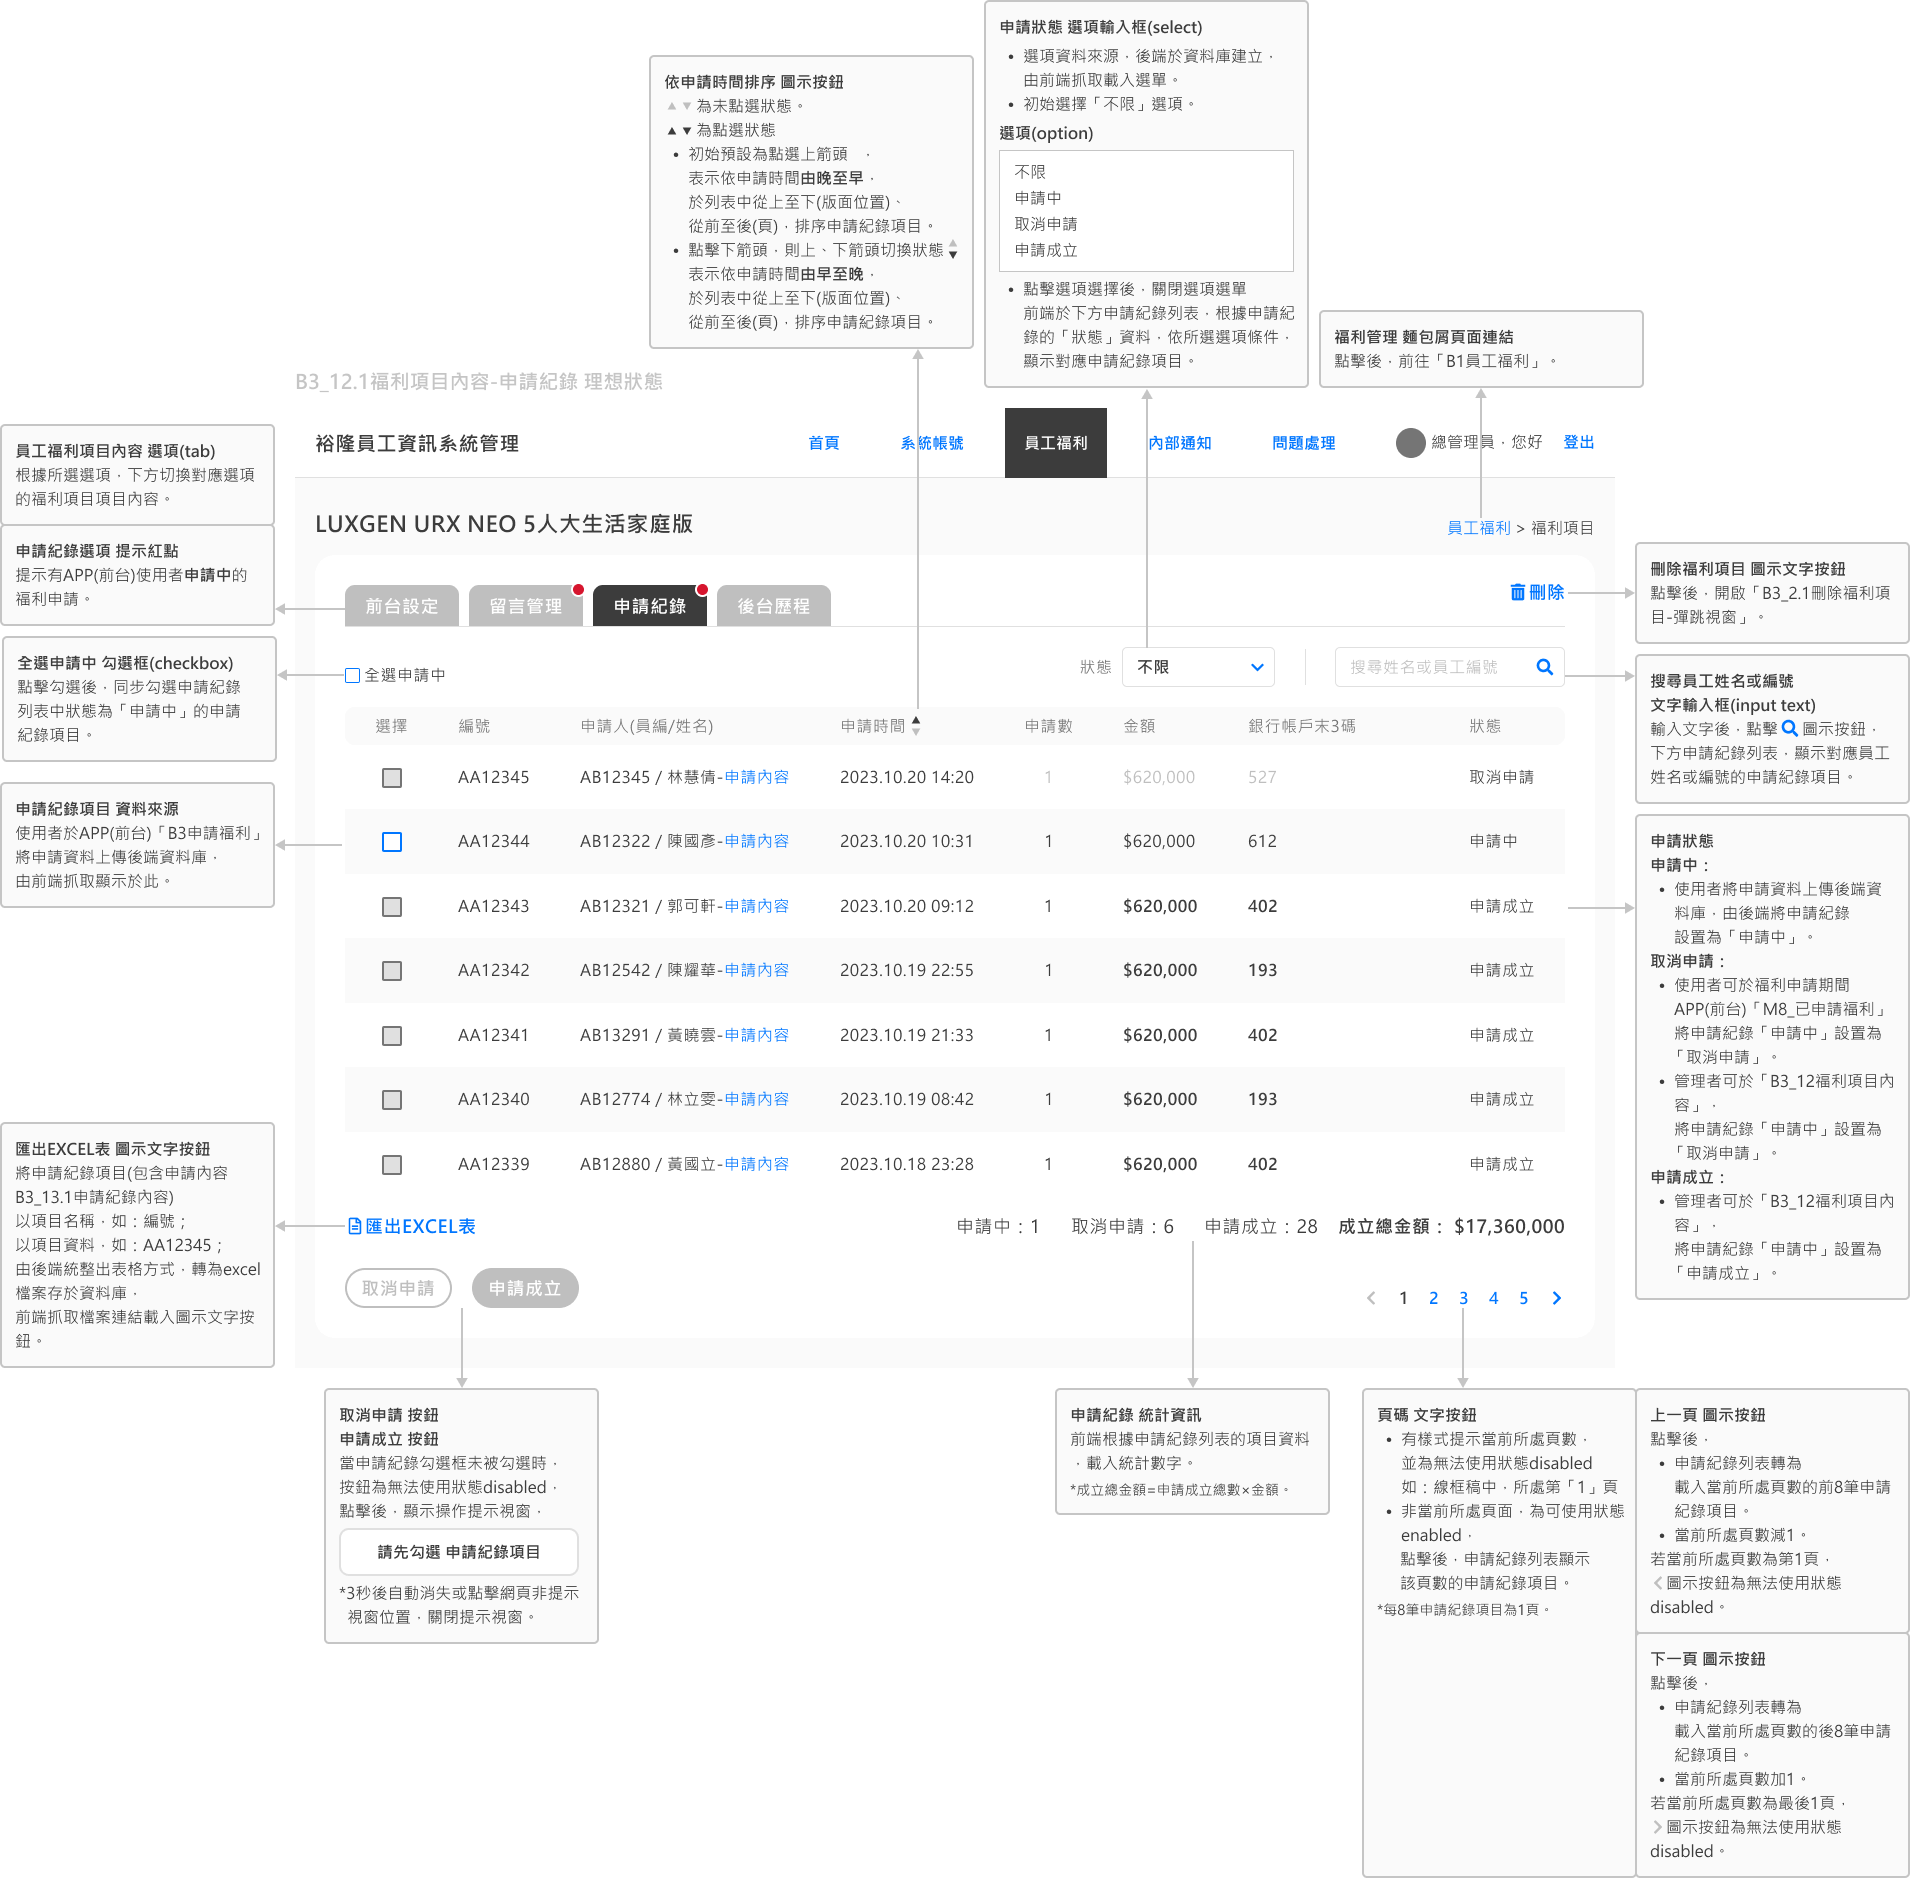 申請狀態 選項輸入框(select)
• 選項資料來源，後端於資料庫建立，
由前端抓取載入選單。
• 初始選擇「不限」選項。
選項(option)
不限
申請中
取消申請
申請成立
• 點擊選項選擇後，關閉選項選單
前端於下方申請紀錄列表，根據申請紀
錄的「狀態」資料，依所選選項條件，
顯示對應申請紀錄項目。
依申請時間排序 圖示按鈕
▲ ▼ 為未點選狀態。
▲ ▼ 為點選狀態
• 初始預設為點選上箭頭 ，
表示依申請時間由晚至早，
於列表中從上至下(版面位置)、
從前至後(頁)，排序申請紀錄項目。
• 點擊下箭頭，則上、下箭頭切換狀態
表示依申請時間由早至晚，
於列表中從上至下(版面位置)、
從前至後(頁)，排序申請紀錄項目。
福利管理 麵包屑頁面連結
點擊後，前往「B1員工福利」。
B3_12.1福利項目內容-申請紀錄 理想狀態
裕隆員工資訊系統管理 首頁 系統帳號 員工福利 內部通知 問題處理 總管理員，您好 登出
LUXGEN URX NEO 5人大生活家庭版
員工福利 > 福利項目
前台設定 留言管理 申請紀錄 後台歷程
刪除
全選申請中
狀態 不限
搜尋姓名或員工編號
選擇 編號 申請人(員編/姓名) 申請時間 申請數 金額 銀行帳戶末3碼 狀態
AA12345 AB12345 / 林慧倩-申請內容 2023.10.20 14:20 1 $620,000 527 取消申請
AA12344 AB12322 / 陳國彥-申請內容 2023.10.20 10:31 1 $620,000 612 申請中
AA12343 AB12321 / 郭可軒-申請內容 2023.10.20 09:12 1 $620,000 402 申請成立
AA12342 AB12542 / 陳耀華-申請內容 2023.10.19 22:55 1 $620,000 193 申請成立
AA12341 AB13291 / 黃曉雲-申請內容 2023.10.19 21:33 1 $620,000 402 申請成立
AA12340 AB12774 / 林立雯-申請內容 2023.10.19 08:42 1 $620,000 193 申請成立
AA12339 AB12880 / 黃國立-申請內容 2023.10.18 23:28 1 $620,000 402 申請成立
匯出EXCEL表
申請中：1 取消申請：6 申請成立：28 成立總金額： $17,360,000
取消申請 申請成立
1 2 3 4 5
員工福利項目內容 選項(tab)
根據所選選項，下方切換對應選項
的福利項目項目內容。
申請紀錄選項 提示紅點
提示有APP(前台)使用者申請中的
福利申請。
全選申請中 勾選框(checkbox)
點擊勾選後，同步勾選申請紀錄
列表中狀態為「申請中」的申請
紀錄項目。
申請紀錄項目 資料來源
使用者於APP(前台)「B3申請福利」
將申請資料上傳後端資料庫，
由前端抓取顯示於此。
匯出EXCEL表 圖示文字按鈕
將申請紀錄項目(包含申請內容
B3_13.1申請紀錄內容)
以項目名稱，如：編號；
以項目資料，如：AA12345；
由後端統整出表格方式，轉為excel
檔案存於資料庫，
前端抓取檔案連結載入圖示文字按
鈕。
刪除福利項目 圖示文字按鈕
點擊後，開啟「B3_2.1刪除福利項
目-彈跳視窗」。
搜尋員工姓名或編號
文字輸入框(input text)
輸入文字後，點擊 圖示按鈕，
下方申請紀錄列表，顯示對應員工
姓名或編號的申請紀錄項目。
申請狀態
申請中：
• 使用者將申請資料上傳後端資
料庫，由後端將申請紀錄
設置為「申請中」。
取消申請：
• 使用者可於福利申請期間
APP(前台)「M8_已申請福利」
將申請紀錄「申請中」設置為
「取消申請」。
• 管理者可於「B3_12福利項目內
容」，
將申請紀錄「申請中」設置為
「取消申請」。
申請成立：
• 管理者可於「B3_12福利項目內
容」，
將申請紀錄「申請中」設置為
「申請成立」。
取消申請 按鈕
申請成立 按鈕
當申請紀錄勾選框未被勾選時，
按鈕為無法使用狀態disabled，
點擊後，顯示操作提示視窗，
請先勾選 申請紀錄項目
*3秒後自動消失或點擊網頁非提示
視窗位置，關閉提示視窗。
申請紀錄 統計資訊
前端根據申請紀錄列表的項目資料
，載入統計數字。
*成立總金額=申請成立總數×金額。
頁碼 文字按鈕
• 有樣式提示當前所處頁數，
並為無法使用狀態disabled
如：線框稿中，所處第「1」頁
• 非當前所處頁面，為可使用狀態
enabled，
點擊後，申請紀錄列表顯示
該頁數的申請紀錄項目。
*每8筆申請紀錄項目為1頁。
上一頁 圖示按鈕
點擊後，
• 申請紀錄列表轉為
載入當前所處頁數的前8筆申請
紀錄項目。
• 當前所處頁數減1。
若當前所處頁數為第1頁，
圖示按鈕為無法使用狀態
disabled。
下一頁 圖示按鈕
點擊後，
• 申請紀錄列表轉為
載入當前所處頁數的後8筆申請
紀錄項目。
• 當前所處頁數加1。
若當前所處頁數為最後1頁，
圖示按鈕為無法使用狀態
disabled。